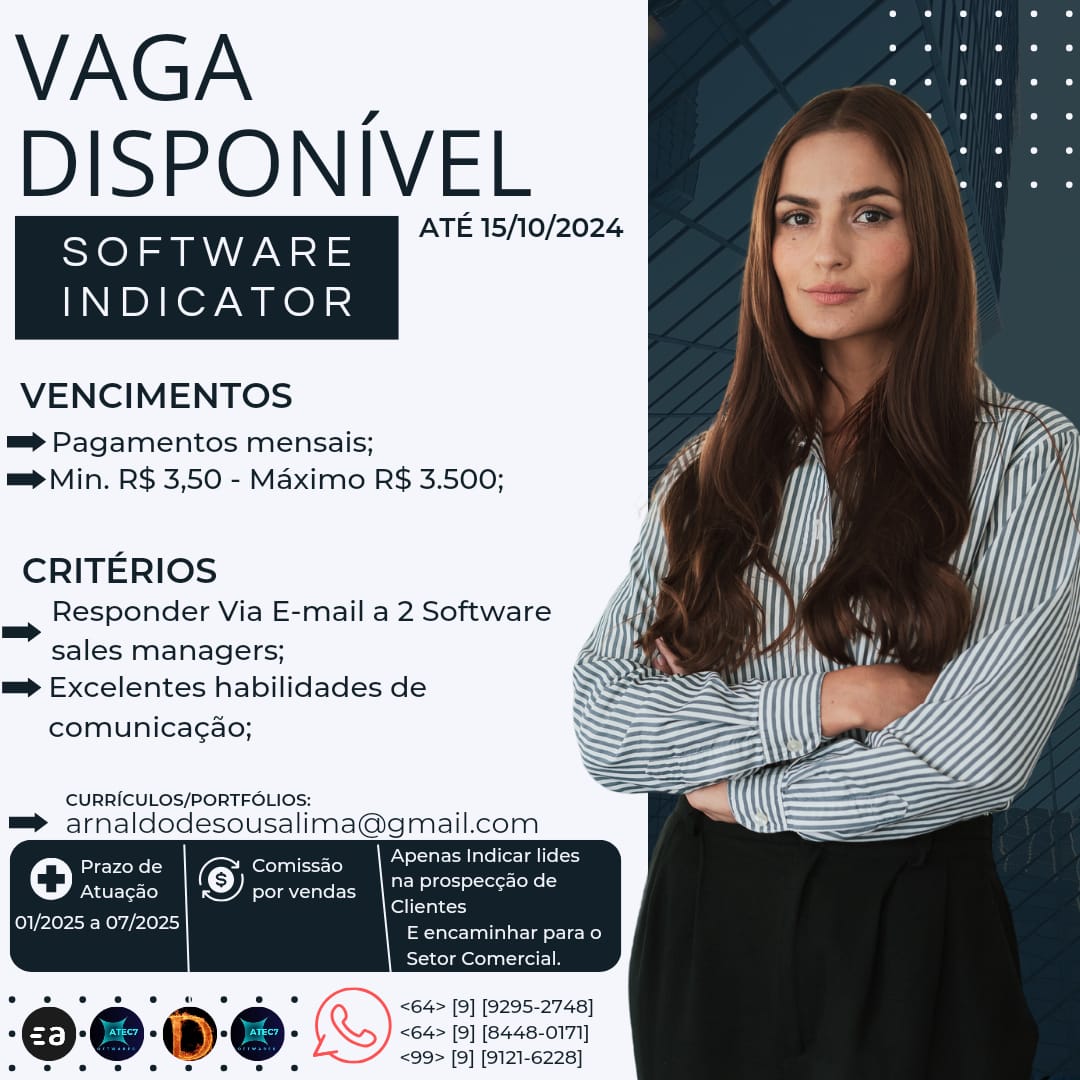 VAGA
DISPONÍVEL
ATÉ 15/10/2024
SOFTWARE
INDICATOR
VENCIMENTOS
Pagamentos mensais;
Min. R$ 3,50 - Máximo R$ 3.500;
CRITÉRIOS
Responder Via E-mail a 2 Software
sales managers;
Excelentes habilidades de
comunicação;
CURRÍCULOS/PORTFÓLIOS:
arnaldodesousalima@gmail.com
Prazo de
Atuação
01/2025 a 07/2025
Comissão
por vendas
Apenas Indicar lides
na prospecção de
Clientes
E encaminhar para o
Setor Comercial.
a
ATEC7
SOFTWARES
D
ATEC7
SOFTWARES
<64> [9] [9295-2748]
<64> [9] [8448-0171]
<99> [9] [9121-6228]